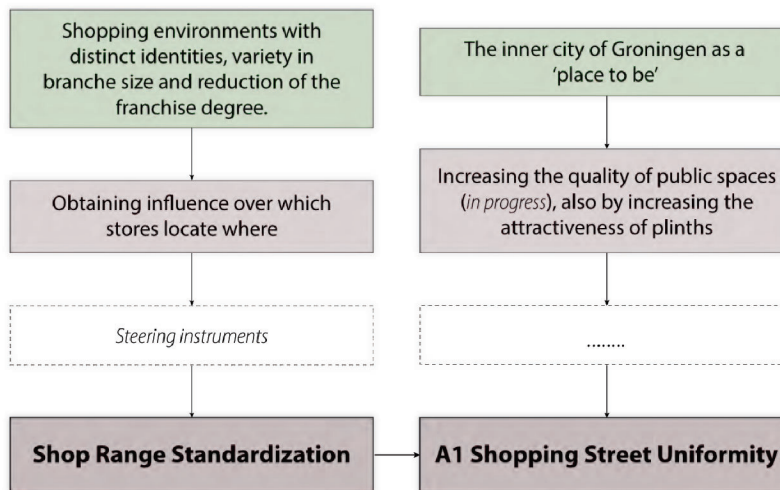 Shopping environments with
distinct identities, variety in
branche size and reduction of the
franchise degree.
Obtaining influence over which
stores locate where
Steering instruments
Shop Range Standardization
The inner city of Groningen as a
'place to be'
Increasing the quality of public spaces
(in progress), also by increasing the
attractiveness of plinths
........
A1 Shopping Street Uniformity